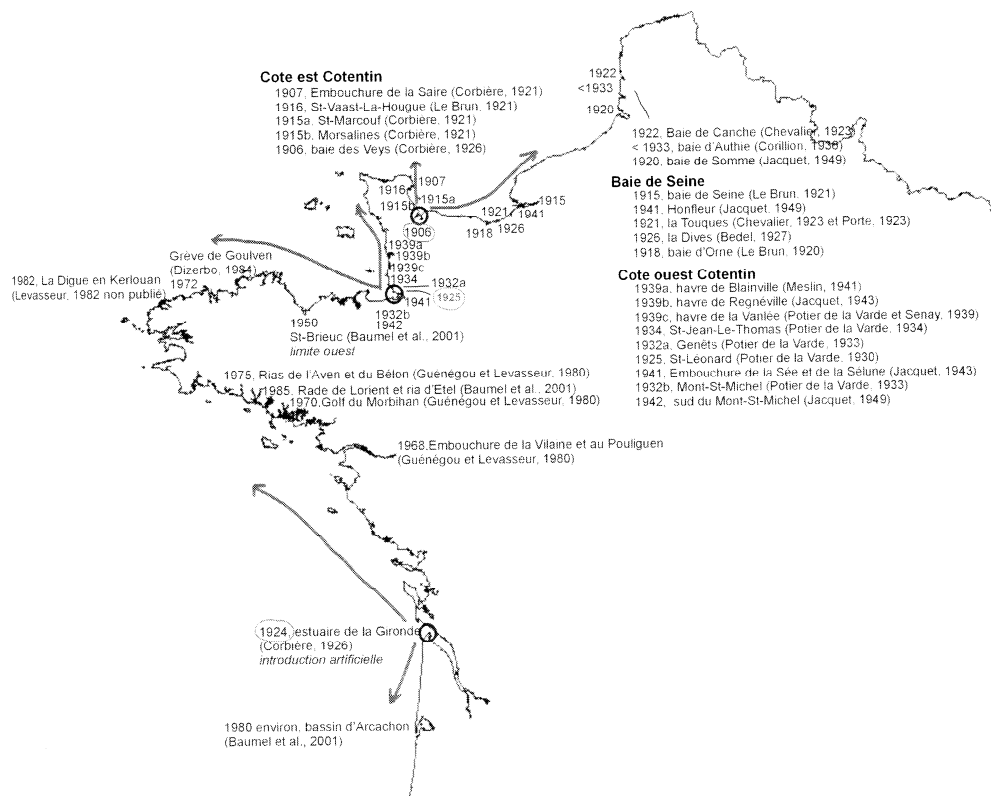 Cote est Cotentin
1907, Embouchure de la Saire (Corbière, 1921)
1916, St-Vaast-La-Hougue (Le Brun, 1921)
1915a, St-Marcouf (Corbière, 1921)
1915b, Morsalines (Corbière, 1921)
1906, baie des Veys (Corbière, 1926)
1922
<1933
1920
1922, Baie de Canche (Chevalier, 1923)
< 1933, baie d'Authie (Corillion, 1938)
1920, baie de Somme (Jacquet, 1949)
Baie de Seine
1915, baie de Seine (Le Brun, 1921)
1941, Honfleur (Jacquet, 1949)
1921, la Touques (Chevalier, 1923 et Porte, 1923)
1926, la Dives (Bedel, 1927)
1918, baie d'Orne (Le Brun, 1920)
1907
1916
1915a
1915b
1906
1915
1921
1941
1926
1918
Cote ouest Cotentin
1939a, havre de Blainville (Meslin, 1941)
1939b, havre de Regnéville (Jacquet, 1943)
1939c, havre de la Vanlée (Potier de la Varde et Senay, 1939)
1934, St-Jean-Le-Thomas (Potier de la Varde, 1934)
1932a, Genêts (Potier de la Varde, 1933)
1925, St-Léonard (Potier de la Varde, 1930)
1941, Embouchure de la Sée et de la Sélune (Jacquet, 1943)
1932b, Mont-St-Michel (Potier de la Varde, 1933)
1942, sud du Mont-St-Michel (Jacquet, 1949)
1939a
1939b
1939c
1934
1932a
1925
1941
1932b
1942
Grève de Goulven
(Dizerbo, 1984)
1972
1982, La Digue en Kerlouan
(Levasseur, 1982 non publié)
1950
St-Brieuc (Baumel et al., 2001)
limite ouest
1975, Rias de l'Aven et du Bélon (Guénégou et Levasseur, 1980)
1985, Rade de Lorient et ria d'Etel (Baumel et al., 2001)
1970, Golf du Morbihan (Guénégou et Levasseur, 1980)
1968, Embouchure de la Vilaine et au Pouliguen
(Guénégou et Levasseur, 1980)
1924, estuaire de la Gironde
(Corbière, 1926)
introduction artificielle
1980 environ, bassin d'Arcachon
(Baumel et al., 2001)